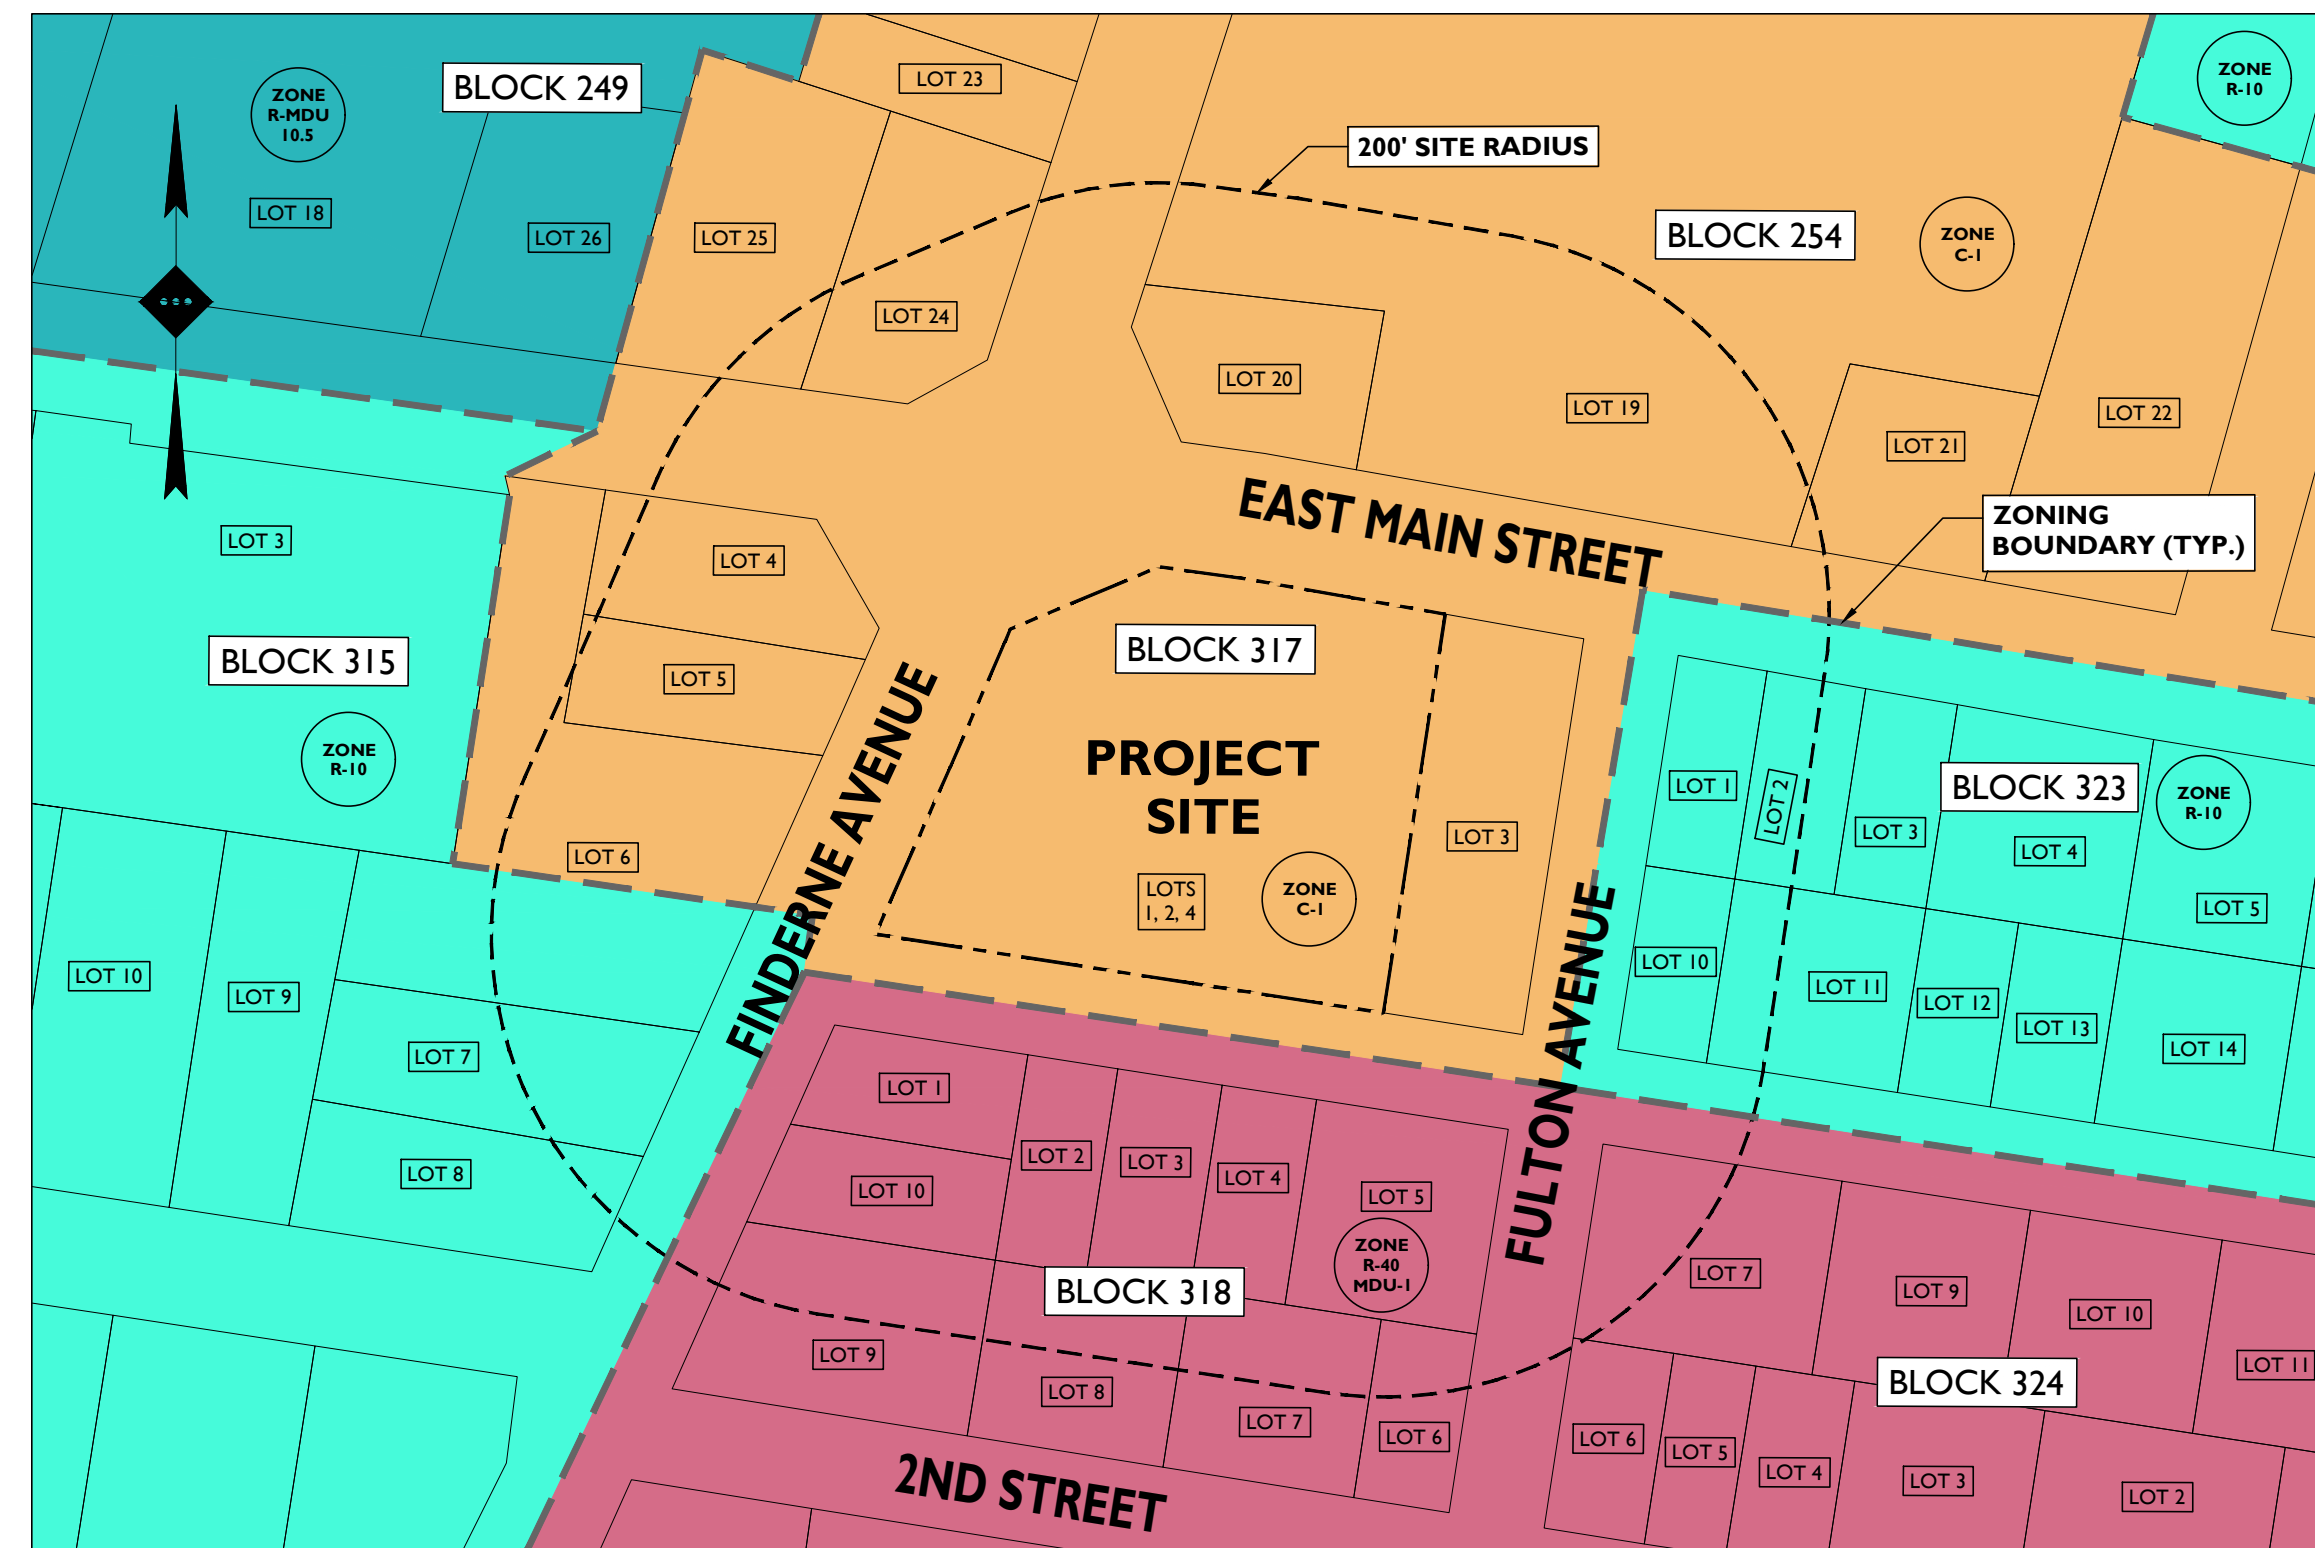 ZONE
R-MDU
10.5
BLOCK 249
LOT 18
LOT 26
LOT 25
LOT 23
LOT 24
200' SITE RADIUS
BLOCK 254
ZONE
C-1
ZONE
R-10
LOT 20
LOT 19
LOT 21
LOT 22
EAST MAIN STREET
ZONING
BOUNDARY (TYP.)
LOT 3
BLOCK 315
ZONE
R-10
LOT 4
LOT 5
LOT 6
FINDERNE AVENUE
BLOCK 317
PROJECT
SITE
LOTS
1, 2, 4
ZONE
C-1
LOT 3
FULTON AVENUE
LOT 1
LOT 2
LOT 3
BLOCK 323
LOT 4
ZONE
R-10
LOT 5
LOT 10
LOT 11
LOT 12
LOT 13
LOT 14
LOT 10
LOT 9
LOT 7
LOT 8
LOT 1
LOT 10
LOT 2
LOT 3
LOT 4
LOT 5
ZONE
R-40
MDU-1
BLOCK 318
LOT 9
LOT 8
LOT 7
LOT 6
2ND STREET
LOT 7
LOT 9
LOT 10
LOT 11
BLOCK 324
LOT 6
LOT 5
LOT 4
LOT 3
LOT 2